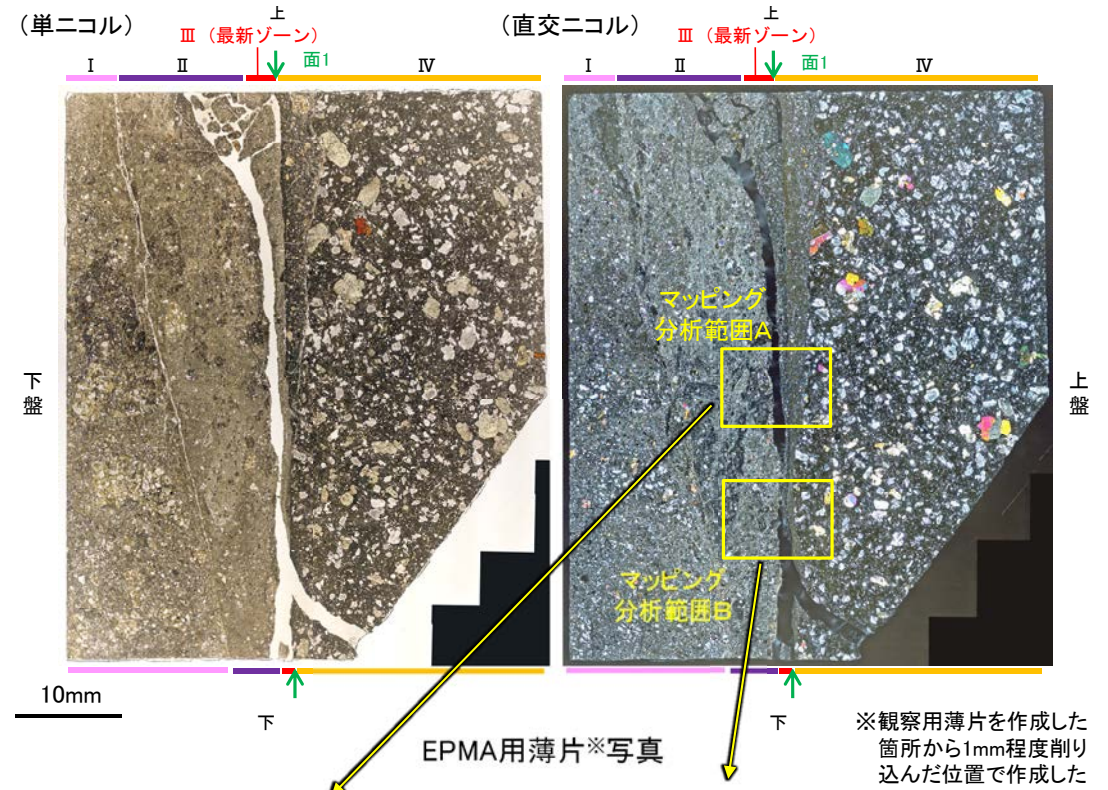 (単ニコル)
上
Ⅲ (最新ゾーン)
面1
Ⅰ
Ⅱ
Ⅳ
(直交ニコル)
上
Ⅲ (最新ゾーン)
面1
Ⅰ
Ⅱ
Ⅳ
下盤
マッピング
分析範囲A
上盤
マッピング
分析範囲B
10mm
下
下
EPMA用薄片※写真
※観察用薄片を作成した
箇所から1mm程度削り
込んだ位置で作成した